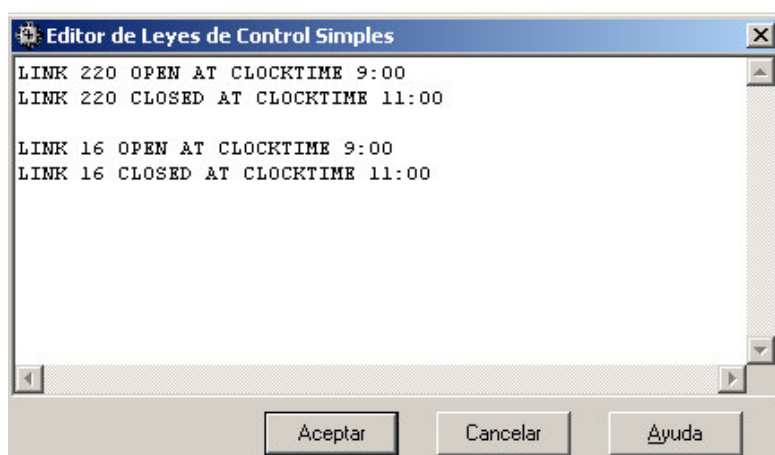 Editor de Leyes de Control Simples
LINK 220 OPEN AT CLOCKTIME 9:00
LINK 220 CLOSED AT CLOCKTIME 11:00
LINK 16 OPEN AT CLOCKTIME 9:00
LINK 16 CLOSED AT CLOCKTIME 11:00
Aceptar Cancelar Ayuda